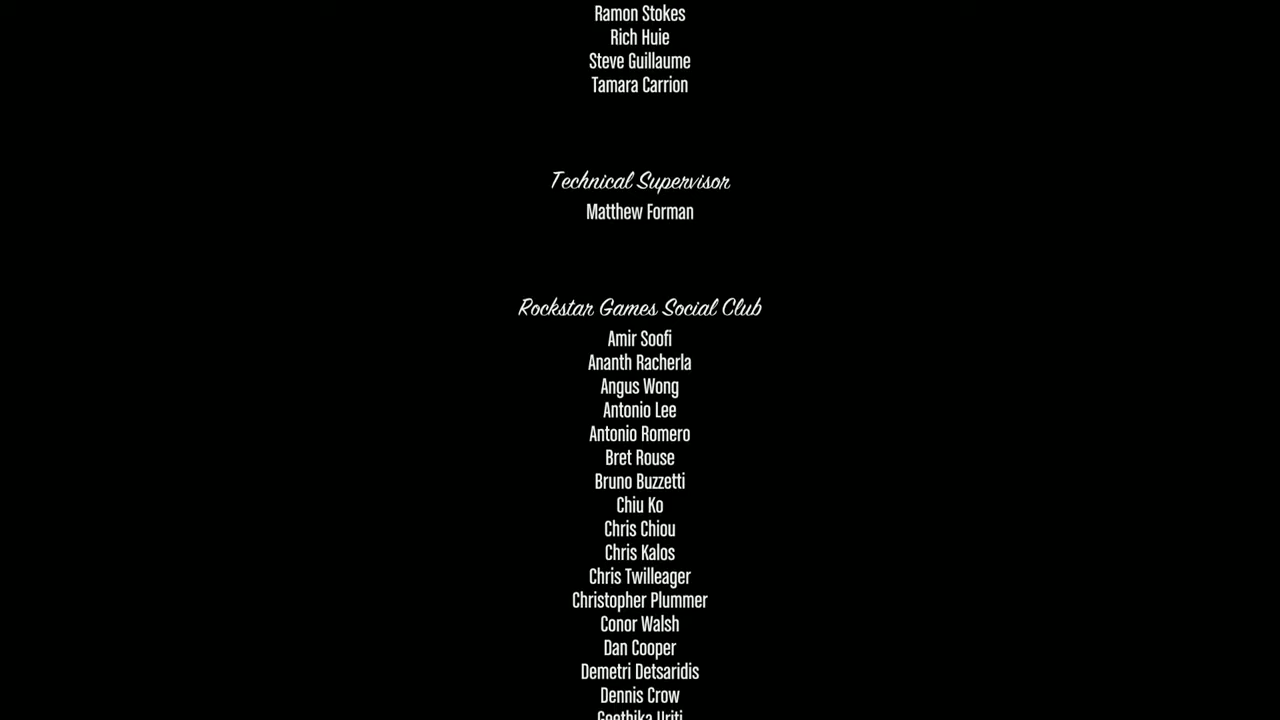 Ramon Stokes
Rich Huie
Steve Guillaume
Tamara Carrion
Technical Supervisor
Matthew Forman
Rockstar Games Social Club
Amir Soofi
Ananth Racherla
Angus Wong
Antonio Lee
Antonio Romero
Bret Rouse
Bruno Buzzetti
Chiu Ko
Chris Chiou
Chris Kalos
Chris Twilleager
Christopher Plummer
Conor Walsh
Dan Cooper
Demetri Detsaridis
Dennis Crow
Geethika Uriti